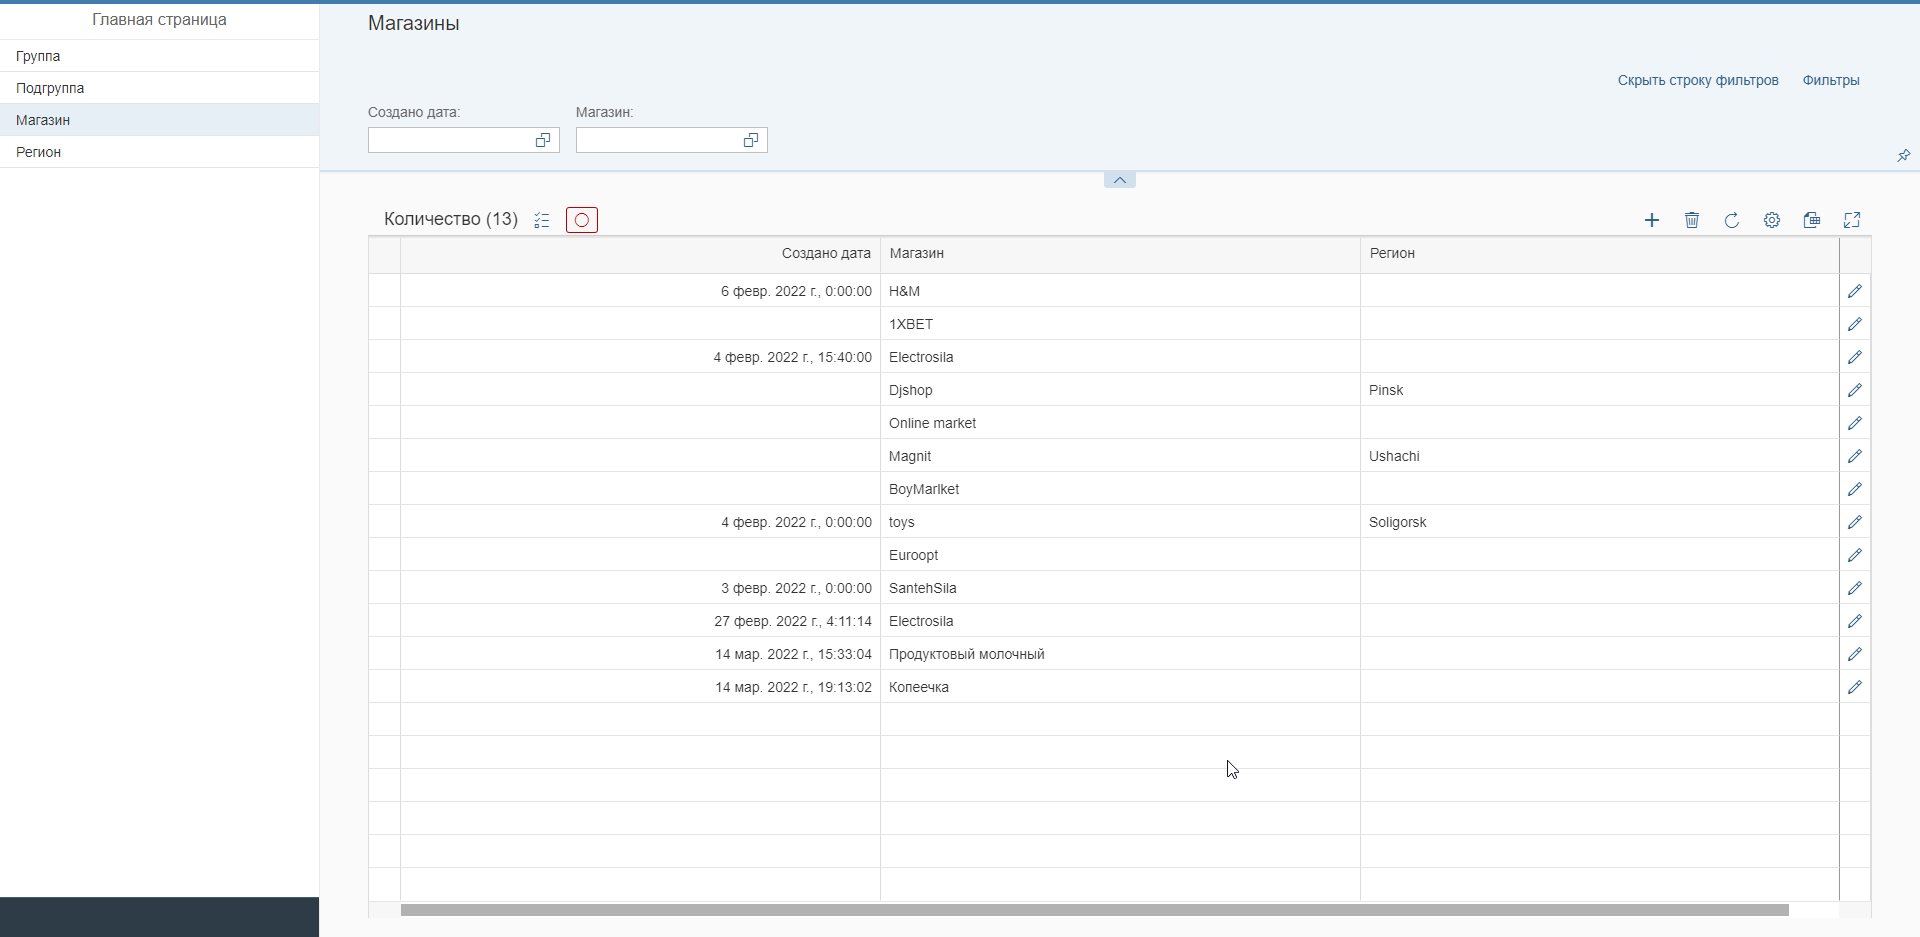 Главная страница
Группа
Подгруппа
Магазин
Регион
Магазины
Скрыть строку фильтров Фильтры
Создано дата: Магазин:
Количество (13)
Создано дата Магазин Регион
6 февр. 2022 г., 0:00:00 H&M
1XBET
4 февр. 2022 г., 15:40:00 Electrosila
Djshop Pinsk
Online market
Magnit Ushachi
BoyMarlket
4 февр. 2022 г., 0:00:00 toys Soligorsk
Euroopt
3 февр. 2022 г., 0:00:00 SantehSila
27 февр. 2022 г., 4:11:14 Electrosila
14 мар. 2022 г., 15:33:04 Продуктовый молочный
14 мар. 2022 г., 19:13:02 Копеечка